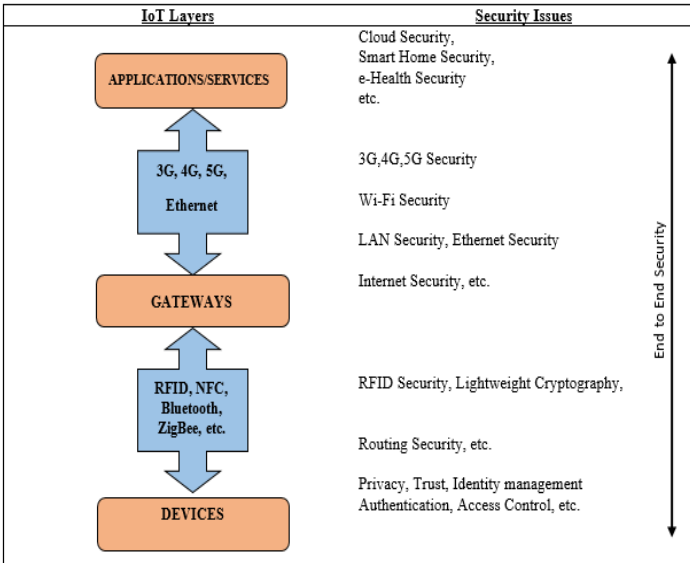 IoT Layers
Security Issues
APPLICATIONS/SERVICES
Cloud Security,
Smart Home Security,
e-Health Security
etc.
3G, 4G, 5G,
Ethernet
3G,4G,5G Security
Wi-Fi Security
LAN Security, Ethernet Security
GATEWAYS
Internet Security, etc.
RFID, NFC,
Bluetooth,
ZigBee, etc.
RFID Security, Lightweight Cryptography,
Routing Security, etc.
DEVICES
Privacy, Trust, Identity management
Authentication, Access Control, etc.
End to End Security